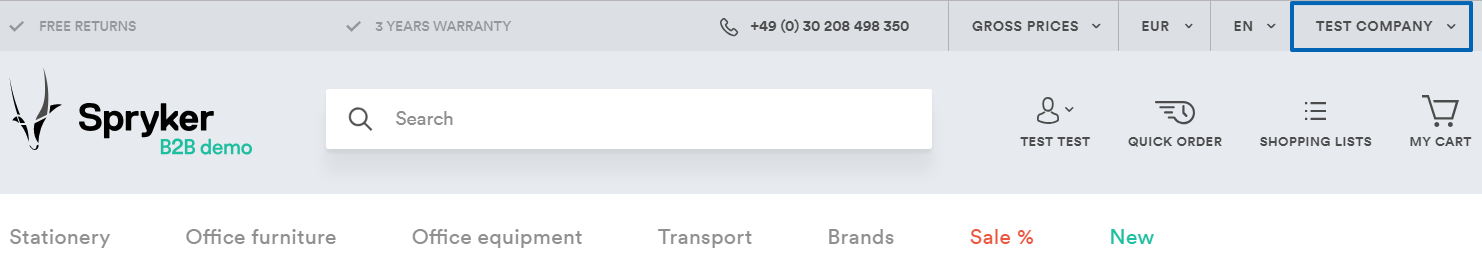 FREE RETURNS 3 YEARS WARRANTY +49 (0) 30 208 498 350 GROSS PRICES EUR EN TEST COMPANY
Spryker
B2B demo
Search
TEST TEST QUICK ORDER SHOPPING LISTS MY CART
Stationery Office furniture Office equipment Transport Brands Sale % New